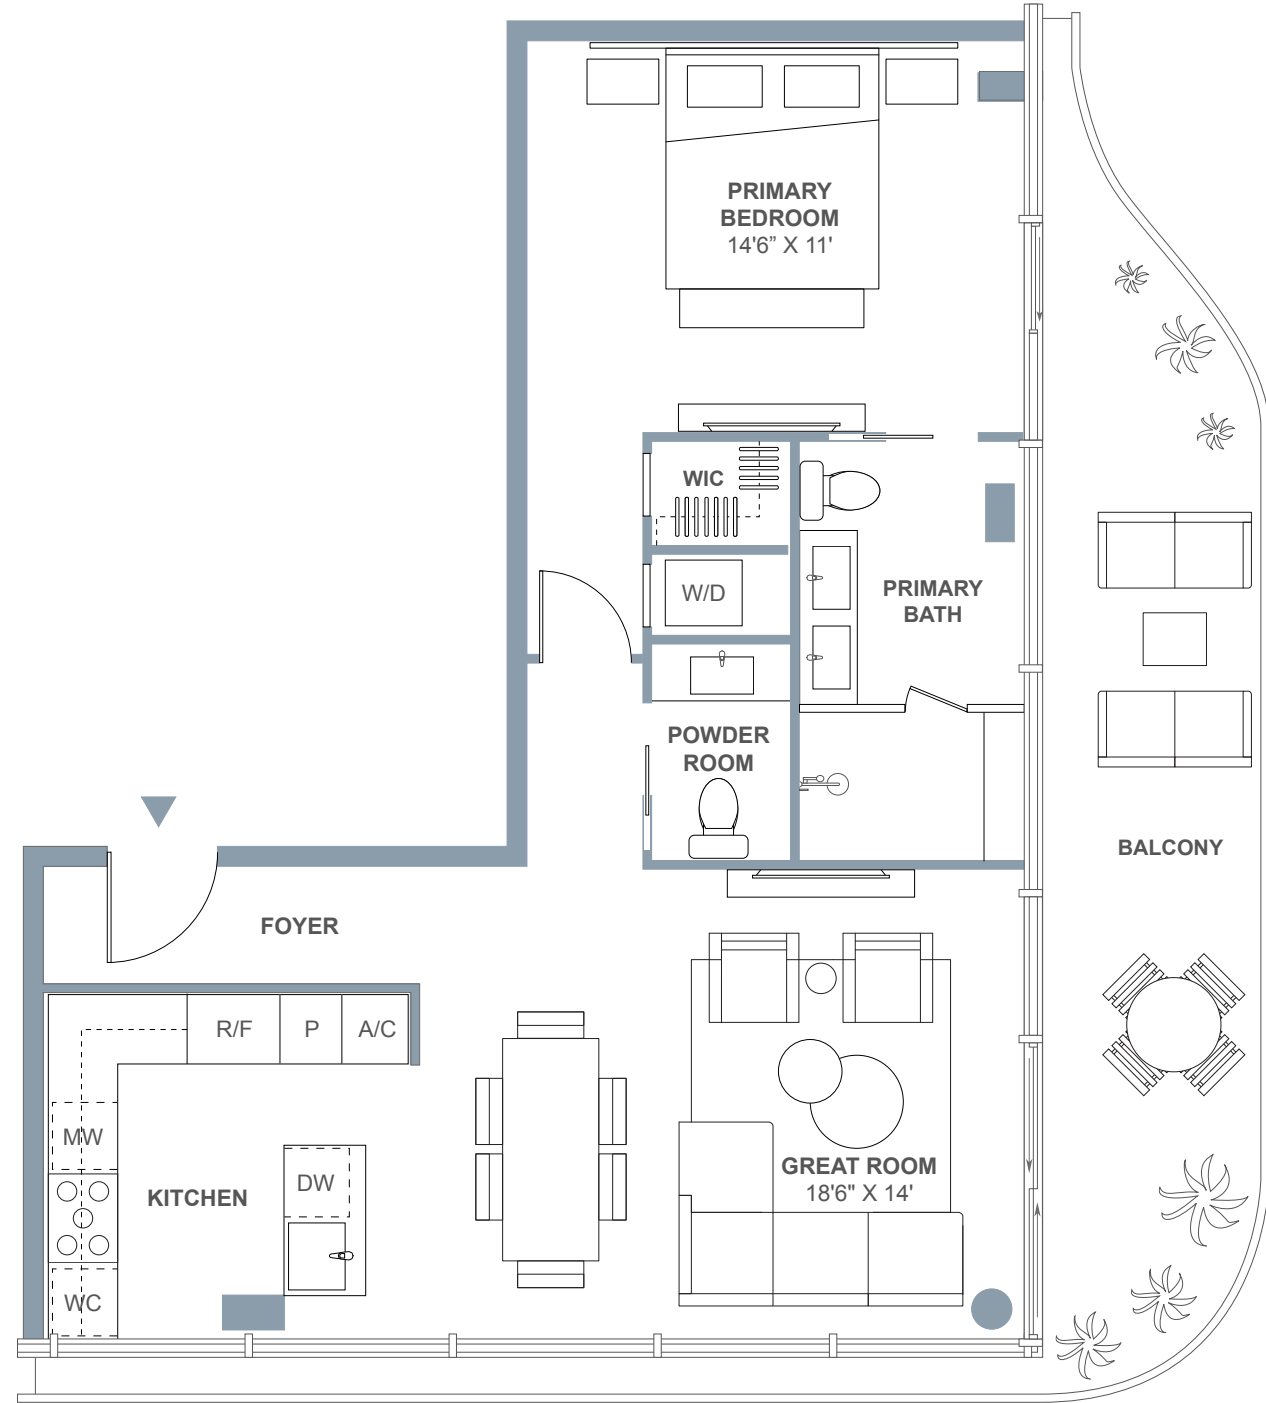 PRIMARY
BEDROOM
14'6” X 11'
WIC
W/D
PRIMARY
BATH
POWDER
ROOM
BALCONY
FOYER
R/F
P
A/C
MW
GREAT ROOM
18'6" X 14'
DW
KITCHEN
WC